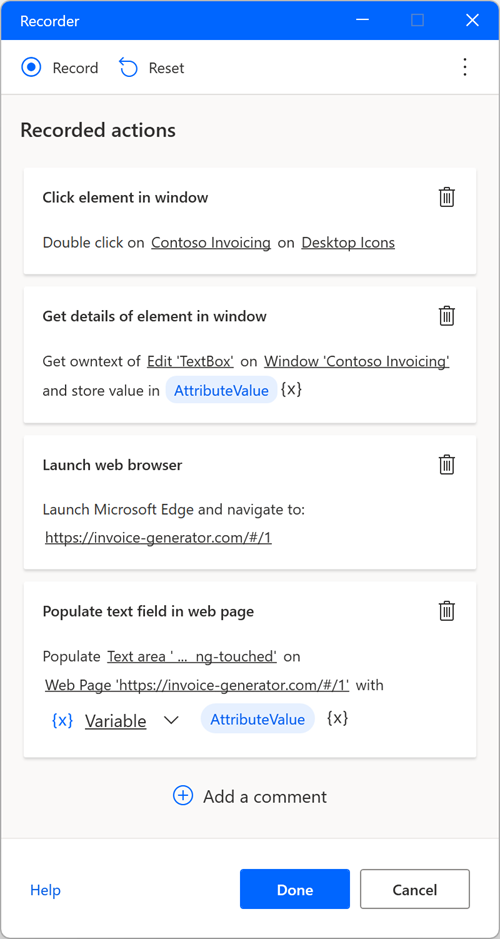 Recorder
Record Reset
Recorded actions
Click element in window
Double click on Contoso Invoicing on Desktop Icons
Get details of element in window
Get owntext of Edit 'TextBox' on Window 'Contoso Invoicing'
and store value in AttributeValue {x}
Launch web browser
Launch Microsoft Edge and navigate to:
https://invoice-generator.com/#/1
Populate text field in web page
Populate Text area ' ... ng-touched' on
Web Page 'https://invoice-generator.com/#/1' with
{x} Variable AttributeValue {x}
Add a comment
Help Done Cancel